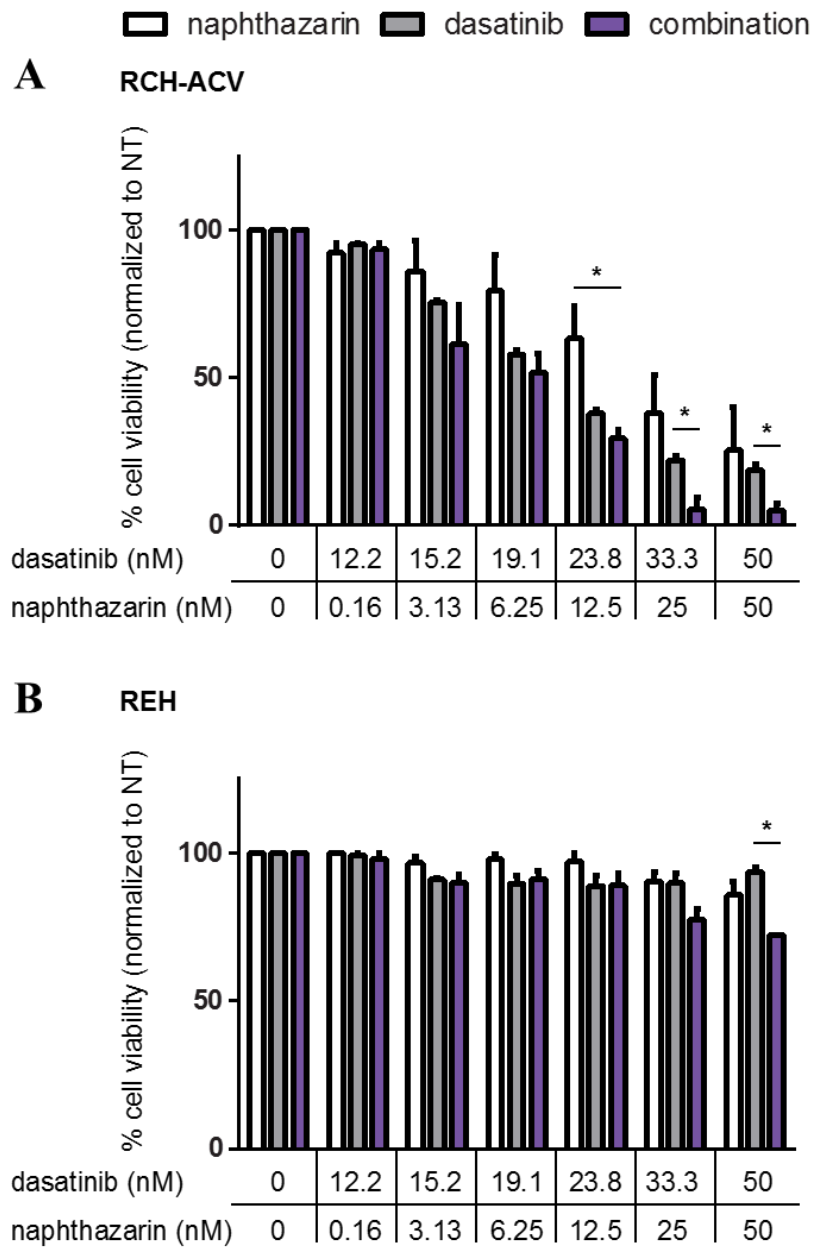 naphthazarin dasatinib combination
A RCH-ACV
% cell viability (normalized to NT)
100
50
0
* * *
dasatinib (nM) 0 12.2 15.2 19.1 23.8 33.3 50
naphthazarin (nM) 0 0.16 3.13 6.25 12.5 25 50
B REH
% cell viability (normalized to NT)
100
50
0
*
dasatinib (nM) 0 12.2 15.2 19.1 23.8 33.3 50
naphthazarin (nM) 0 0.16 3.13 6.25 12.5 25 50